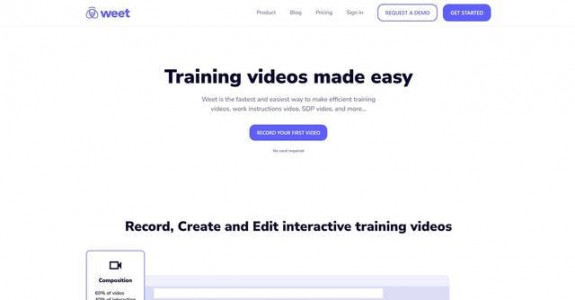 weet
Product Blog Pricing Sign in REQUEST A DEMO GET STARTED
Training videos made easy
Weet is the fastest and easiest way to make efficient training
videos, work instructions video, SOP video, and more...
RECORD YOUR FIRST VIDEO
No card required
Record, Create and Edit interactive training videos
Composition
60% of video